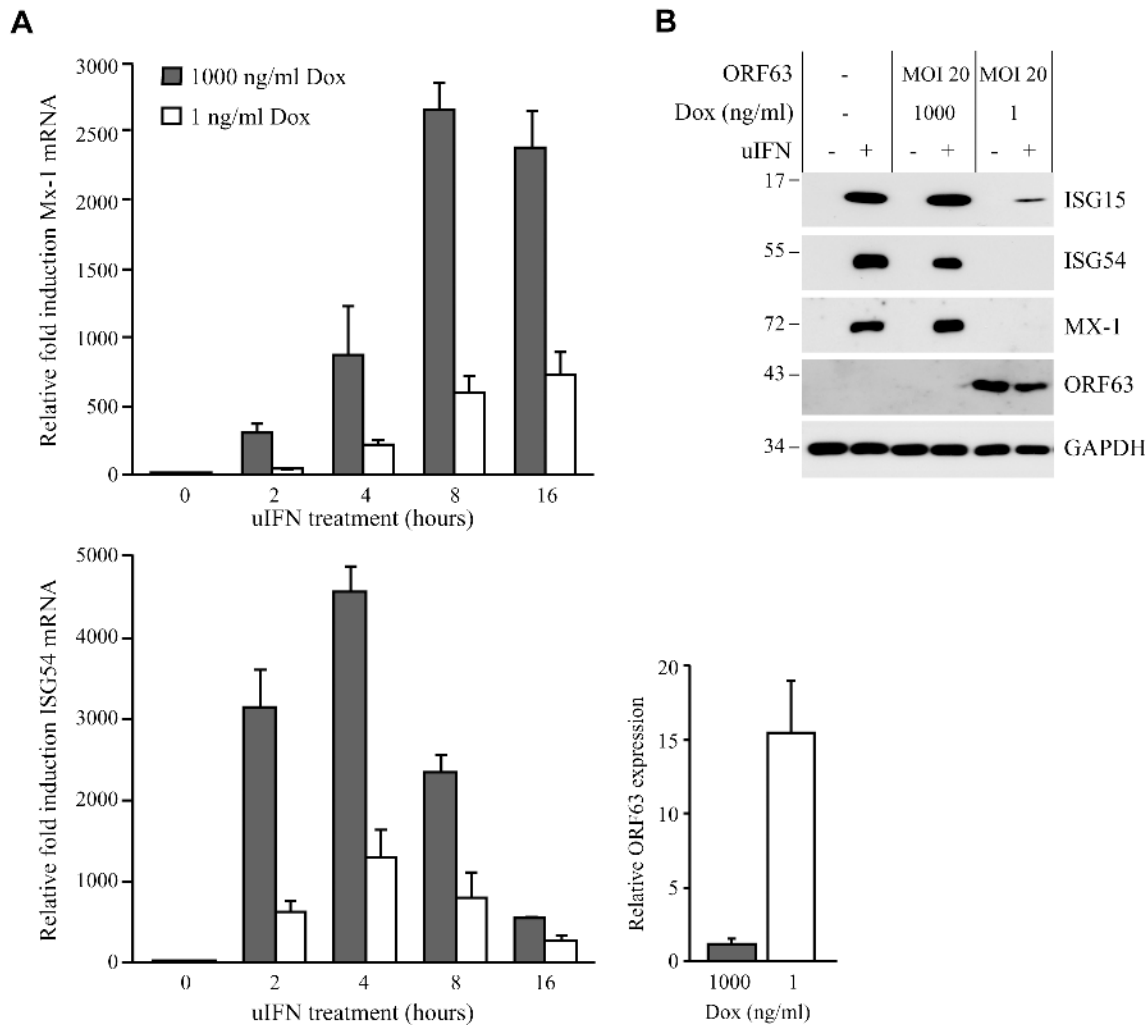 A
Relative fold induction Mx-1 mRNA
3000
2500
2000
1500
1000
500
0
1000 ng/ml Dox
1 ng/ml Dox
0 2 4 8 16
uIFN treatment (hours)
B
ORF63 - MOI 20 MOI 20
Dox (ng/ml) - 1000 1
uIFN - + - + - +
17 ISG15
55 ISG54
72 MX-1
43 ORF63
34 GAPDH
Relative fold induction ISG54 mRNA
5000
4000
3000
2000
1000
0
0 2 4 8 16
uIFN treatment (hours)
Relative ORF63 expression
20
15
10
5
0
1000 1
Dox (ng/ml)